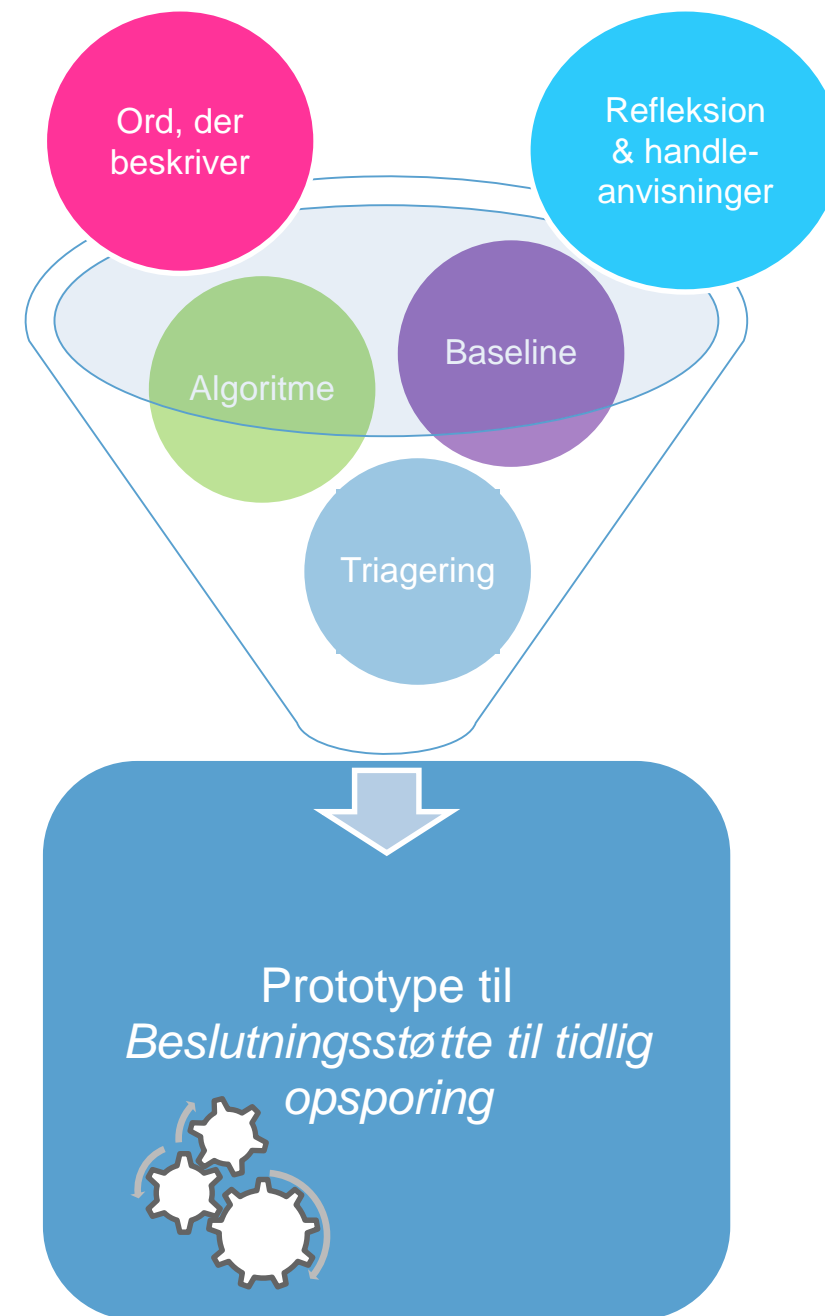 Ord, der
beskriver
Refleksion
& handle-
anvisninger
Baseline
Algoritme
Triagering
Prototype til
Beslutningsstøtte til tidlig
opsporing